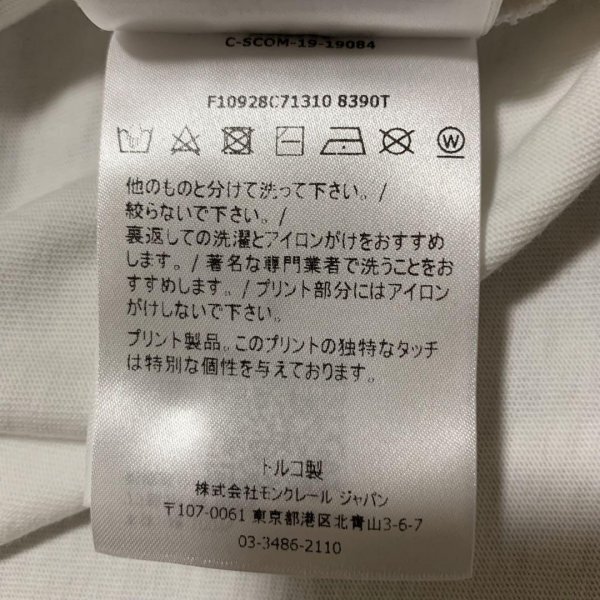 C-SCOM-19-19084
F10928C71310 8390T
W
他のものと分けて洗って下さい。/
絞らないで下さい。/
裏返しての洗濯とアイロンがけをおすすめ
します。/ 著名な専門業者で洗うことをお
すすめします。/ プリント部分にはアイロン
がけしないで下さい。
プリント製品。このプリントの独特なタッチ
は特別な個性を与えております。
トルコ製
株式会社モンクレール ジャパン
〒107-0061 東京都港区北青山3-6-7
03-3486-2110